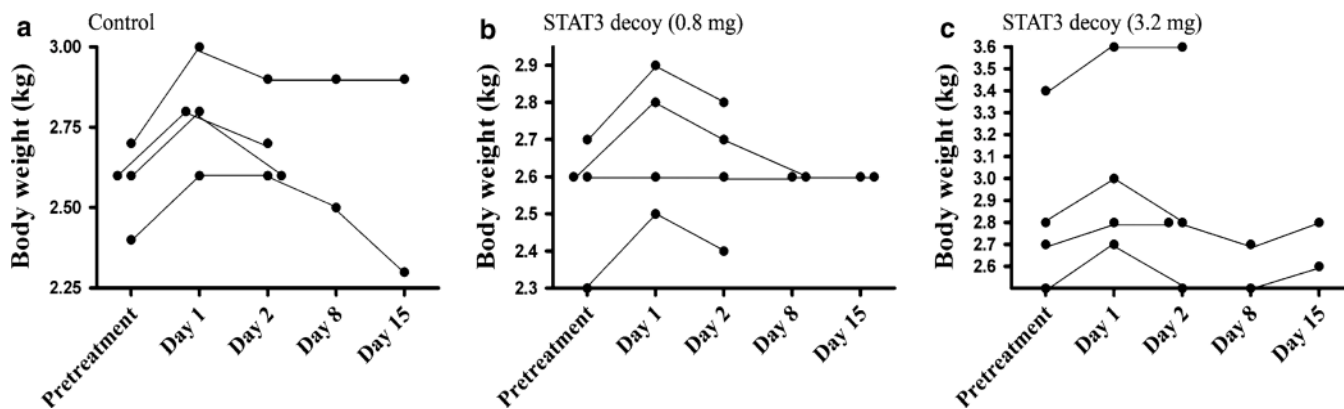 a Control
Body weight (kg)
3.00
2.75
2.50
2.25
Pretreatment
Day 1
Day 2
Day 8
Day 15
b STAT3 decoy (0.8 mg)
Body weight (kg)
2.9
2.8
2.7
2.6
2.5
2.4
2.3
Pretreatment
Day 1
Day 2
Day 8
Day 15
c STAT3 decoy (3.2 mg)
Body weight (kg)
3.6
3.5
3.4
3.3
3.2
3.1
3.0
2.9
2.8
2.7
2.6
Pretreatment
Day 1
Day 2
Day 8
Day 15